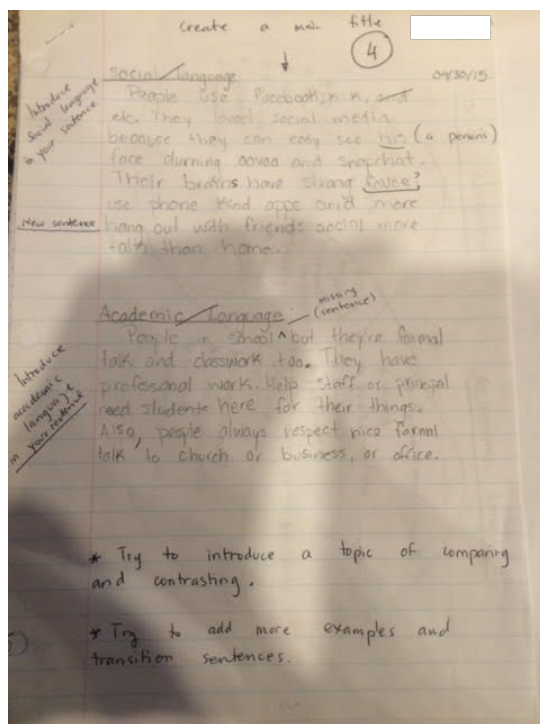 create a main title
4
Social/Language
04/30/15
Introduce
Social language
in your sentence
People use facebook, kik, and
etc. They loved social media
because they can easy see his (a persons)
face durning oovoo and snapchat.
Their brains have strong
use phone kind appe and more
New sentence
hang out with friends social more
talk than home.
Academic/Language
missing
(sentence)
People in school ^ but they're formal
talk and classwork too. They have
Introduce
academic
language
in your sentence
professonal work. Help staff or principal
need studente here for their things.
Also, people always respect nice formal
talk to church or business, or office.
* Try to introduce a topic of comparing
and contrasting.
* Try to add more examples and
transition sentences.